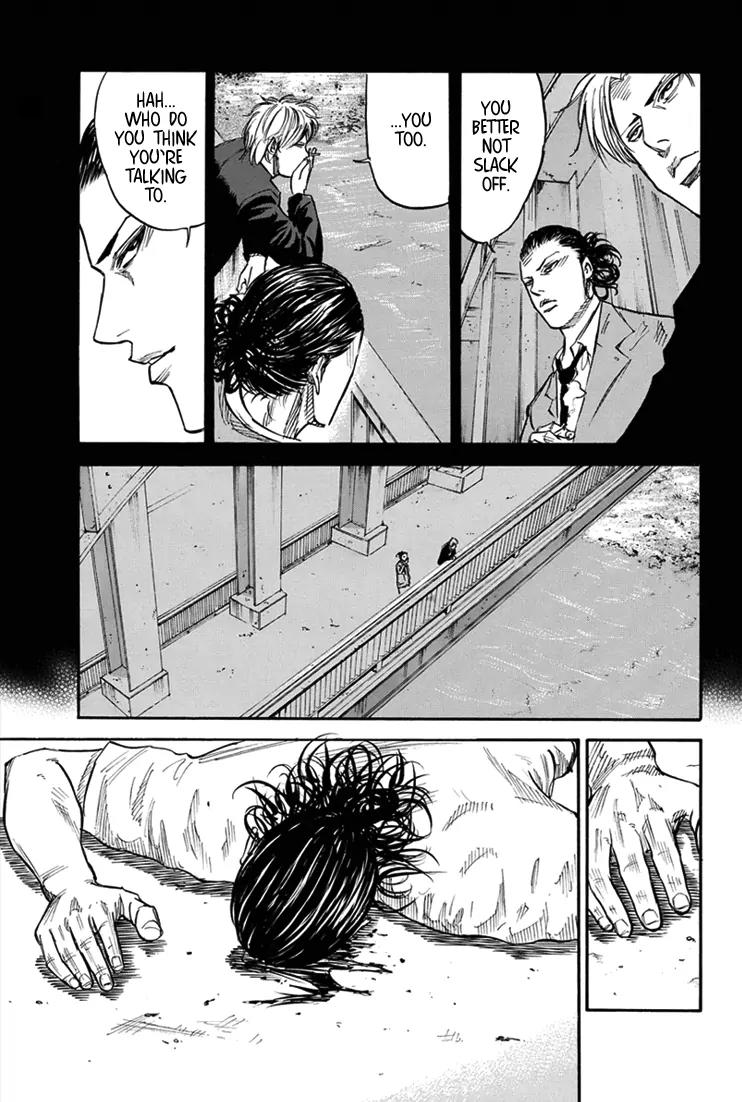 YOU
BETTER
NOT
SLACK
OFF.
...YOU
TOO.
HAH...
WHO DO
YOU THINK
YOU'RE
TALKING
TO.